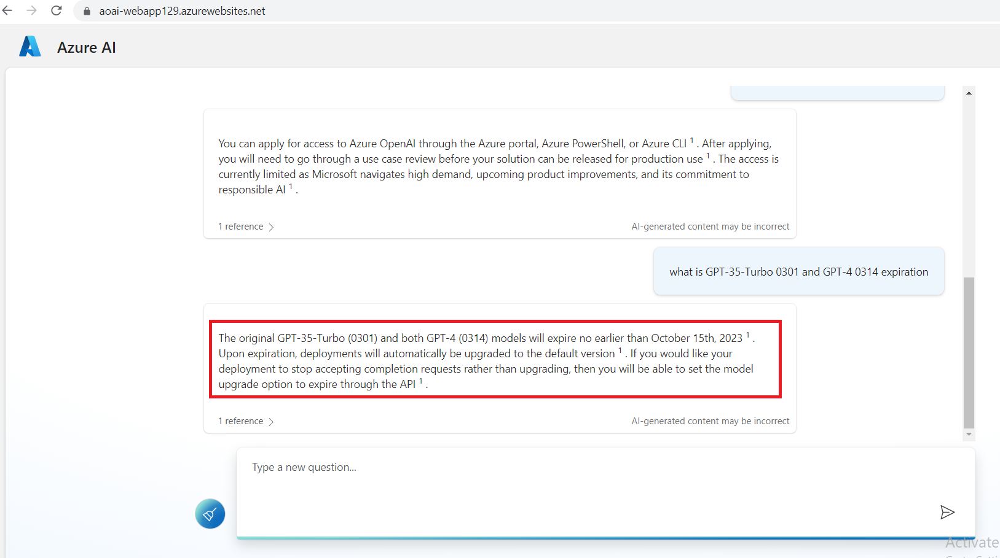 aoai-webapp129.azurewebsites.net
Azure AI
You can apply for access to Azure OpenAI through the Azure portal, Azure PowerShell, or Azure CLI 1 . After applying,
you will need to go through a use case review before your solution can be released for production use 1 . The access is
currently limited as Microsoft navigates high demand, upcoming product improvements, and its commitment to
responsible AI 1 .
1 reference
AI-generated content may be incorrect
what is GPT-35-Turbo 0301 and GPT-4 0314 expiration
The original GPT-35-Turbo (0301) and both GPT-4 (0314) models will expire no earlier than October 15th, 2023 1 .
Upon expiration, deployments will automatically be upgraded to the default version 1 . If you would like your
deployment to stop accepting completion requests rather than upgrading, then you will be able to set the model
upgrade option to expire through the API 1 .
1 reference
AI-generated content may be incorrect
Type a new question...
Activate